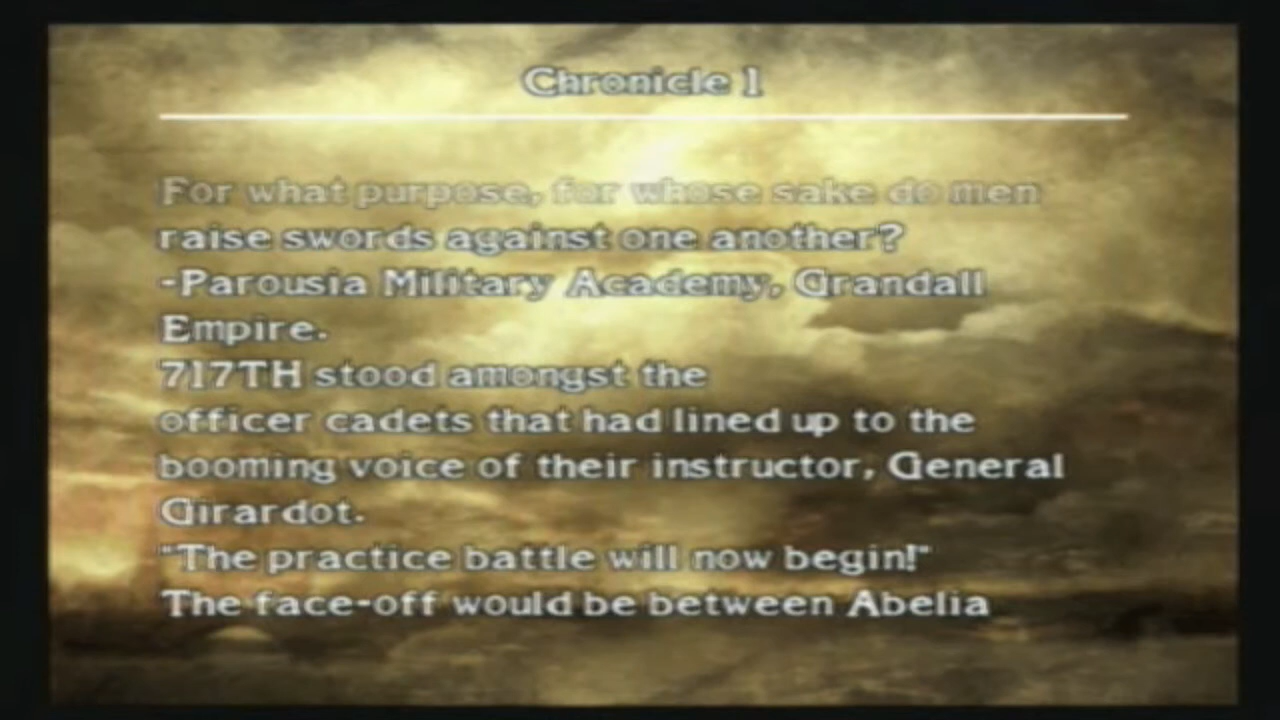 Chronicle 1
For what purpose, for whose sake do men
raise swords against one another?
-Parousia Military Academy, Grandall
Empire.
717TH stood amongst the
officer cadets that had lined up to the
booming voice of their instructor, General
Girardot.
"The practice battle will now begin!"
The face-off would be between Abelia